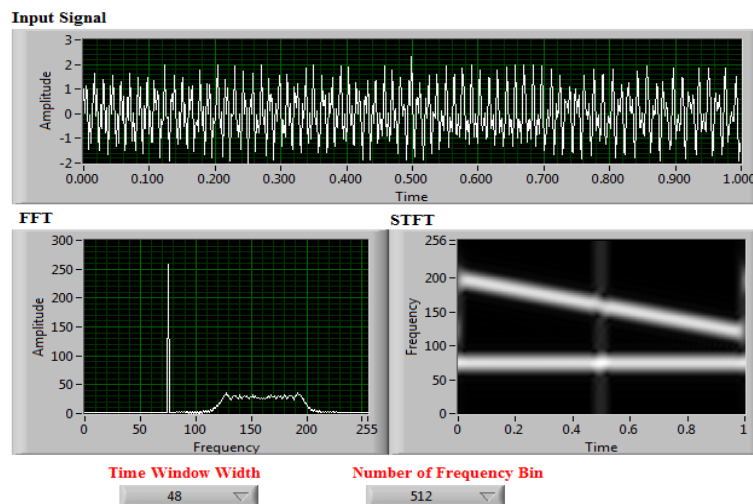 Input Signal
Amplitude
3
2
1
0
-1
-2
0.000 0.100 0.200 0.300 0.400 0.500 0.600 0.700 0.800 0.900 1.000
Time
FFT
Amplitude
300
250
200
150
100
50
0
0 50 100 150 200 255
Frequency
STFT
Frequency
256
200
150
100
50
0
0 0.2 0.4 0.6 0.8 1
Time
Time Window Width
48
Number of Frequency Bin
512